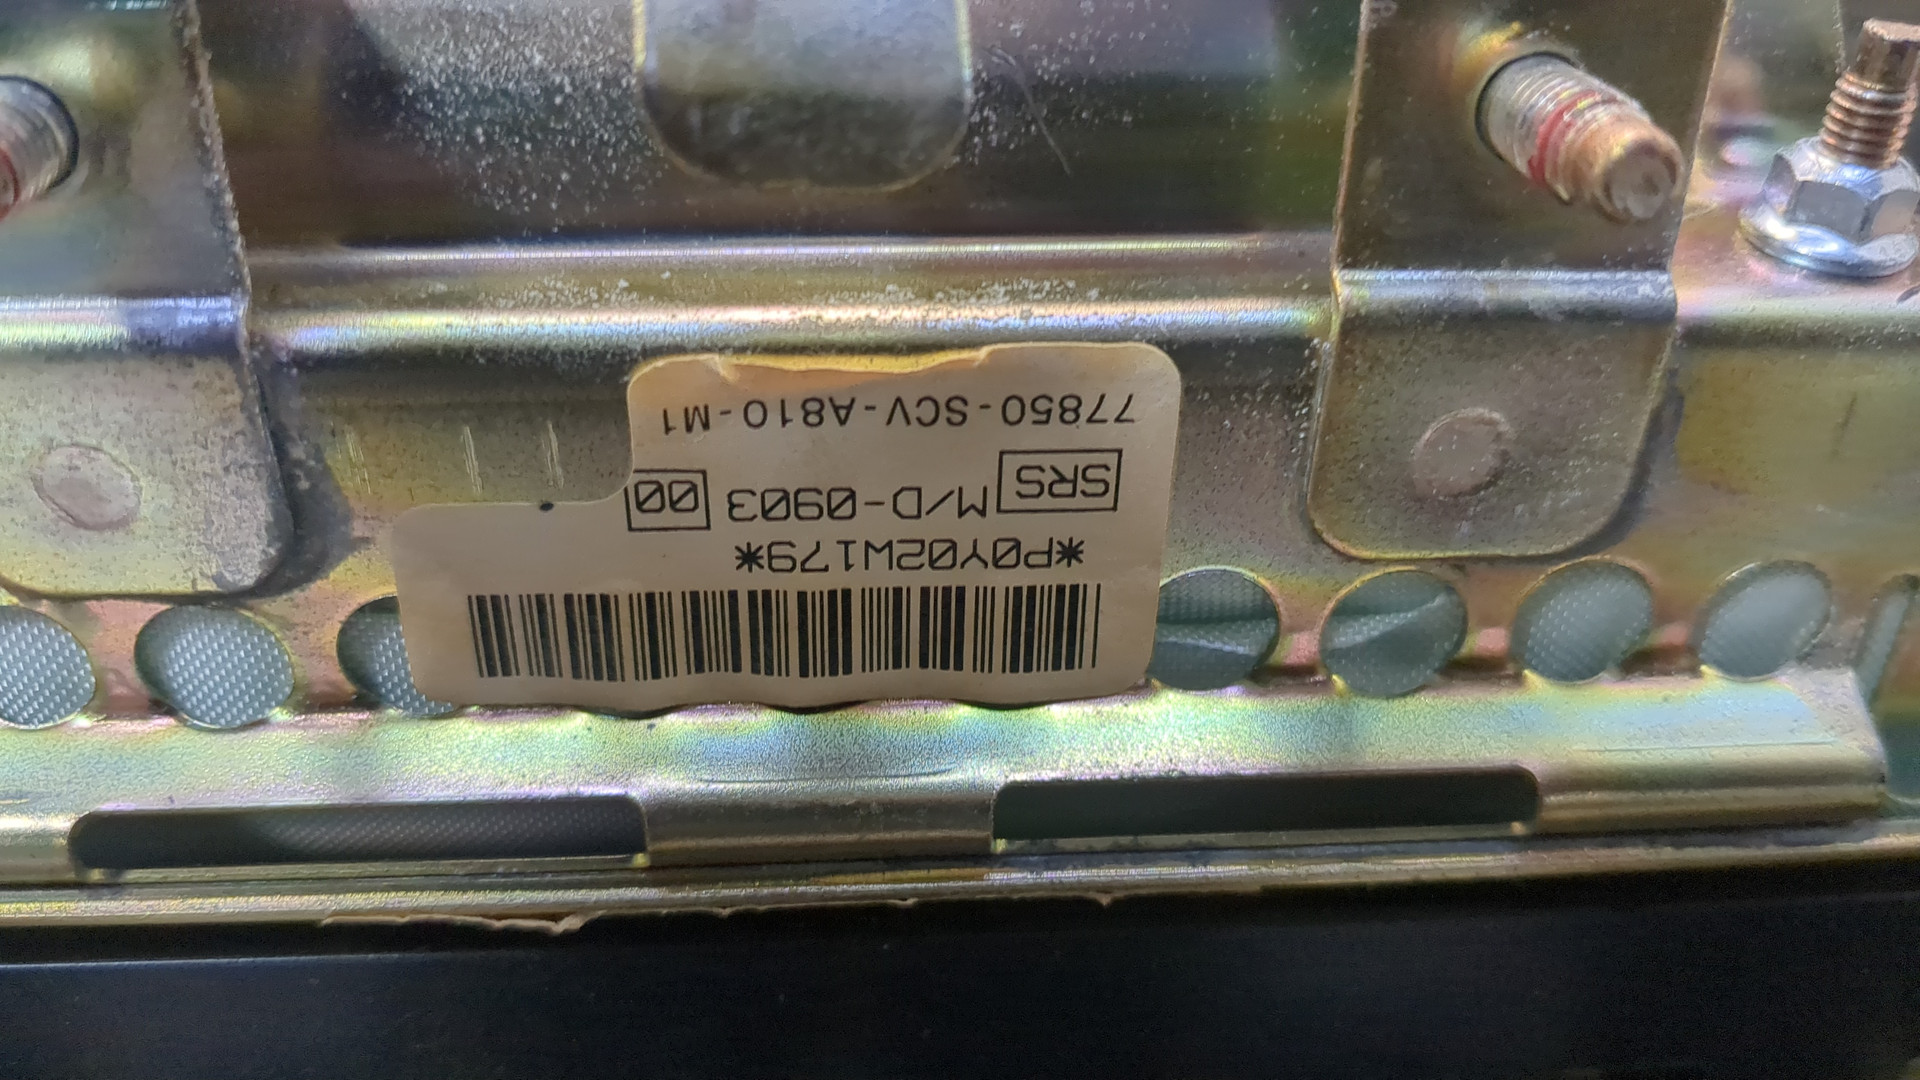 *P0Y02W179*
SRS M/D-0903 00
77850-SCV-A810-M1